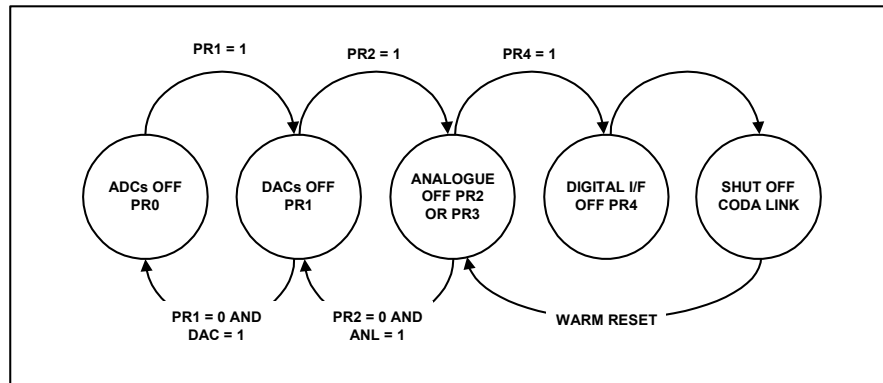 PR1 = 1
PR2 = 1
PR4 = 1
ADCs OFF
PR0
DACs OFF
PR1
ANALOGUE
OFF PR2
OR PR3
DIGITAL I/F
OFF PR4
SHUT OFF
CODA LINK
PR1 = 0 AND
DAC = 1
PR2 = 0 AND
ANL = 1
WARM RESET